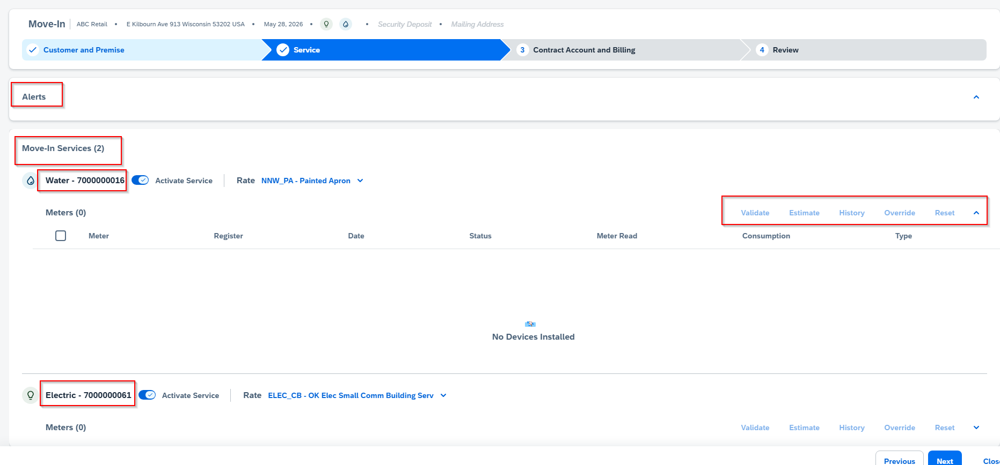 Move-In ABC Retail • E Kilbourn Ave 913 Wisconsin 53202 USA • May 28, 2026 • • Security Deposit • Mailing Address
Customer and Premise Service 3 Contract Account and Billing 4 Review
Alerts
Move-In Services (2)
Water - 7000000016 Activate Service Rate NNW_PA - Painted Apron
Meters (0) Validate Estimate History Override Reset
Meter Register Date Status Meter Read Consumption Type
No Devices Installed
Electric - 7000000061 Activate Service Rate ELEC_CB - OK Elec Small Comm Building Serv
Meters (0) Validate Estimate History Override Reset
Previous Next Clos